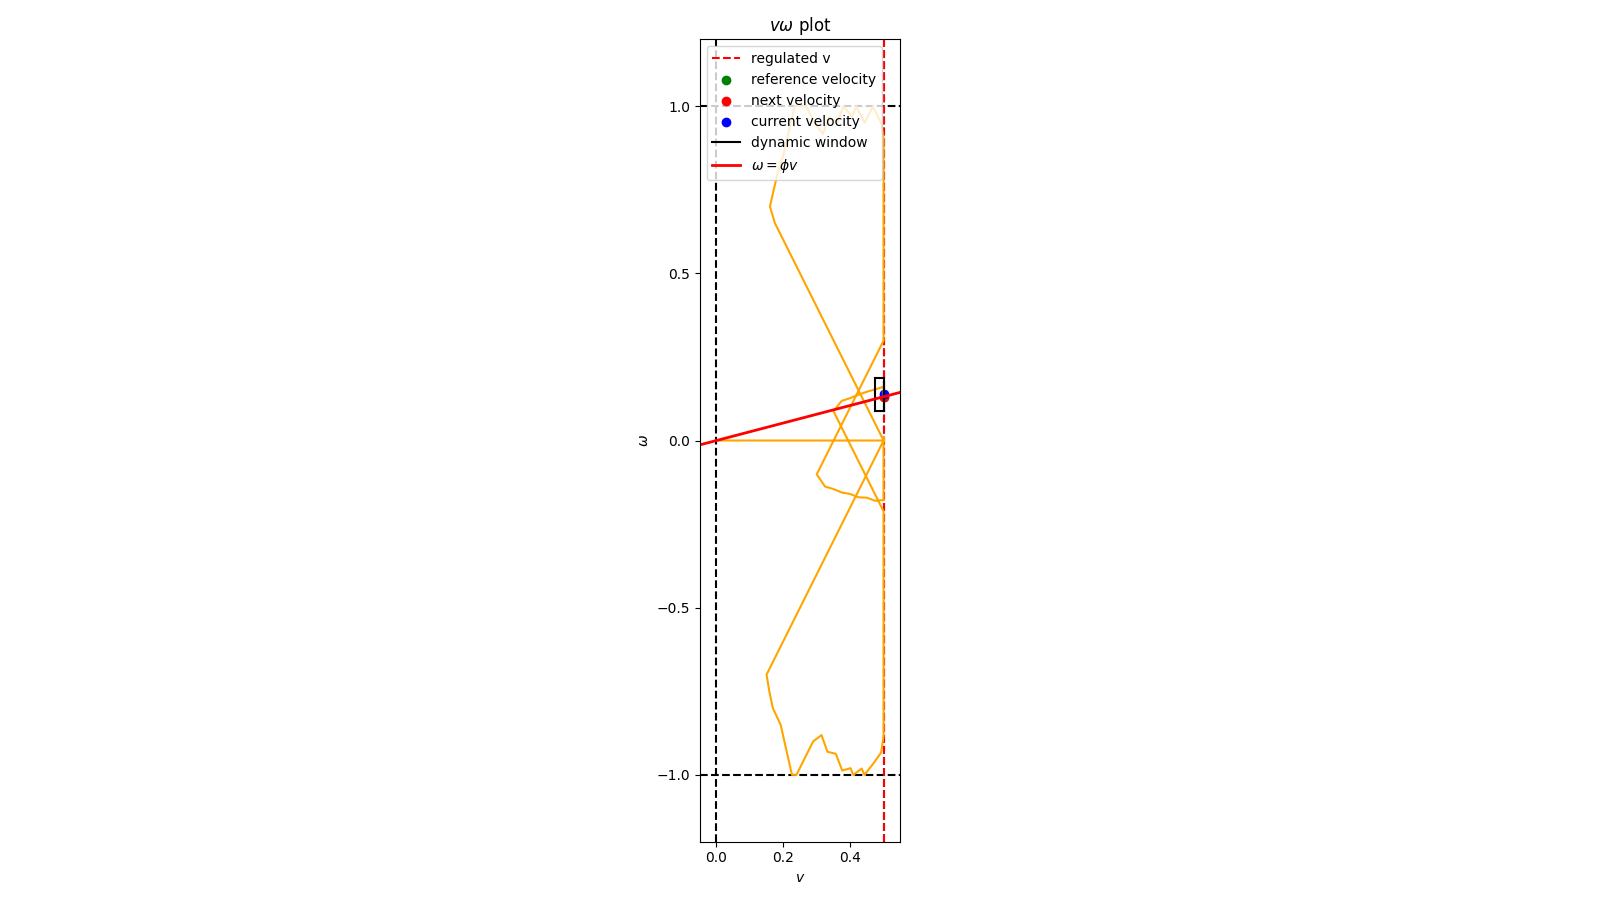 vω plot
regulated v
reference velocity
next velocity
current velocity
dynamic window
ω = ϕv
1.0
0.5
0.0
−0.5
−1.0
ω
0.0 0.2 0.4
v